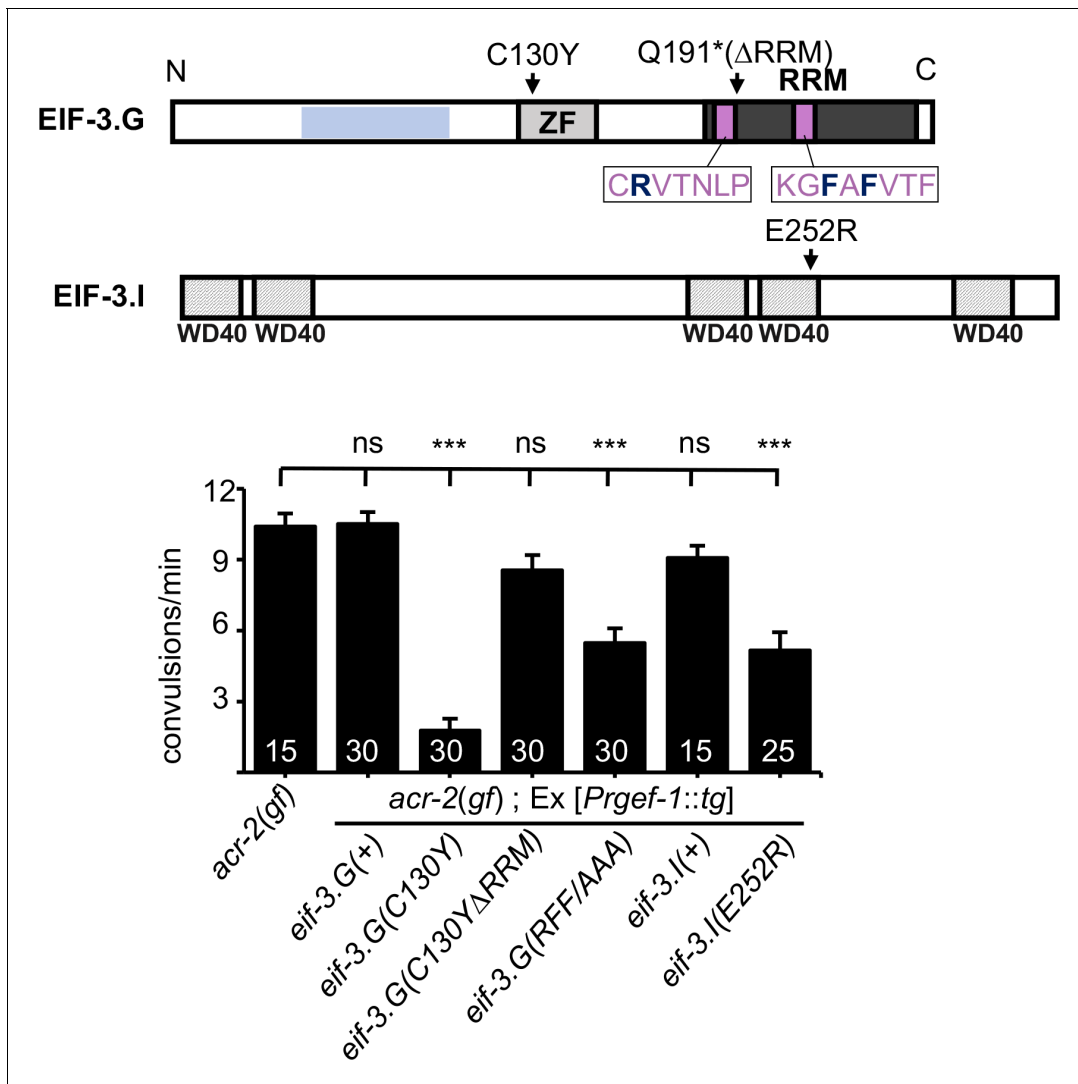 N C130Y Q191*(ΔRRM) C
RRM
EIF-3.G ZF
CRVTNLP KGFAFVTF
E252R
EIF-3.I
WD40 WD40 WD40 WD40 WD40
ns *** ns *** ns ***
convulsions/min
12
9
6
3
15 30 30 30 30 15 25
acr-2(gf) ; Ex [Prgef-1::tg]
acr-2(gf)
eif-3.G(+)
eif-3.G(C130Y)
eif-3.G(C130YΔRRM)
eif-3.G(RFF/AAA)
eif-3.I(+)
eif-3.I(E252R)